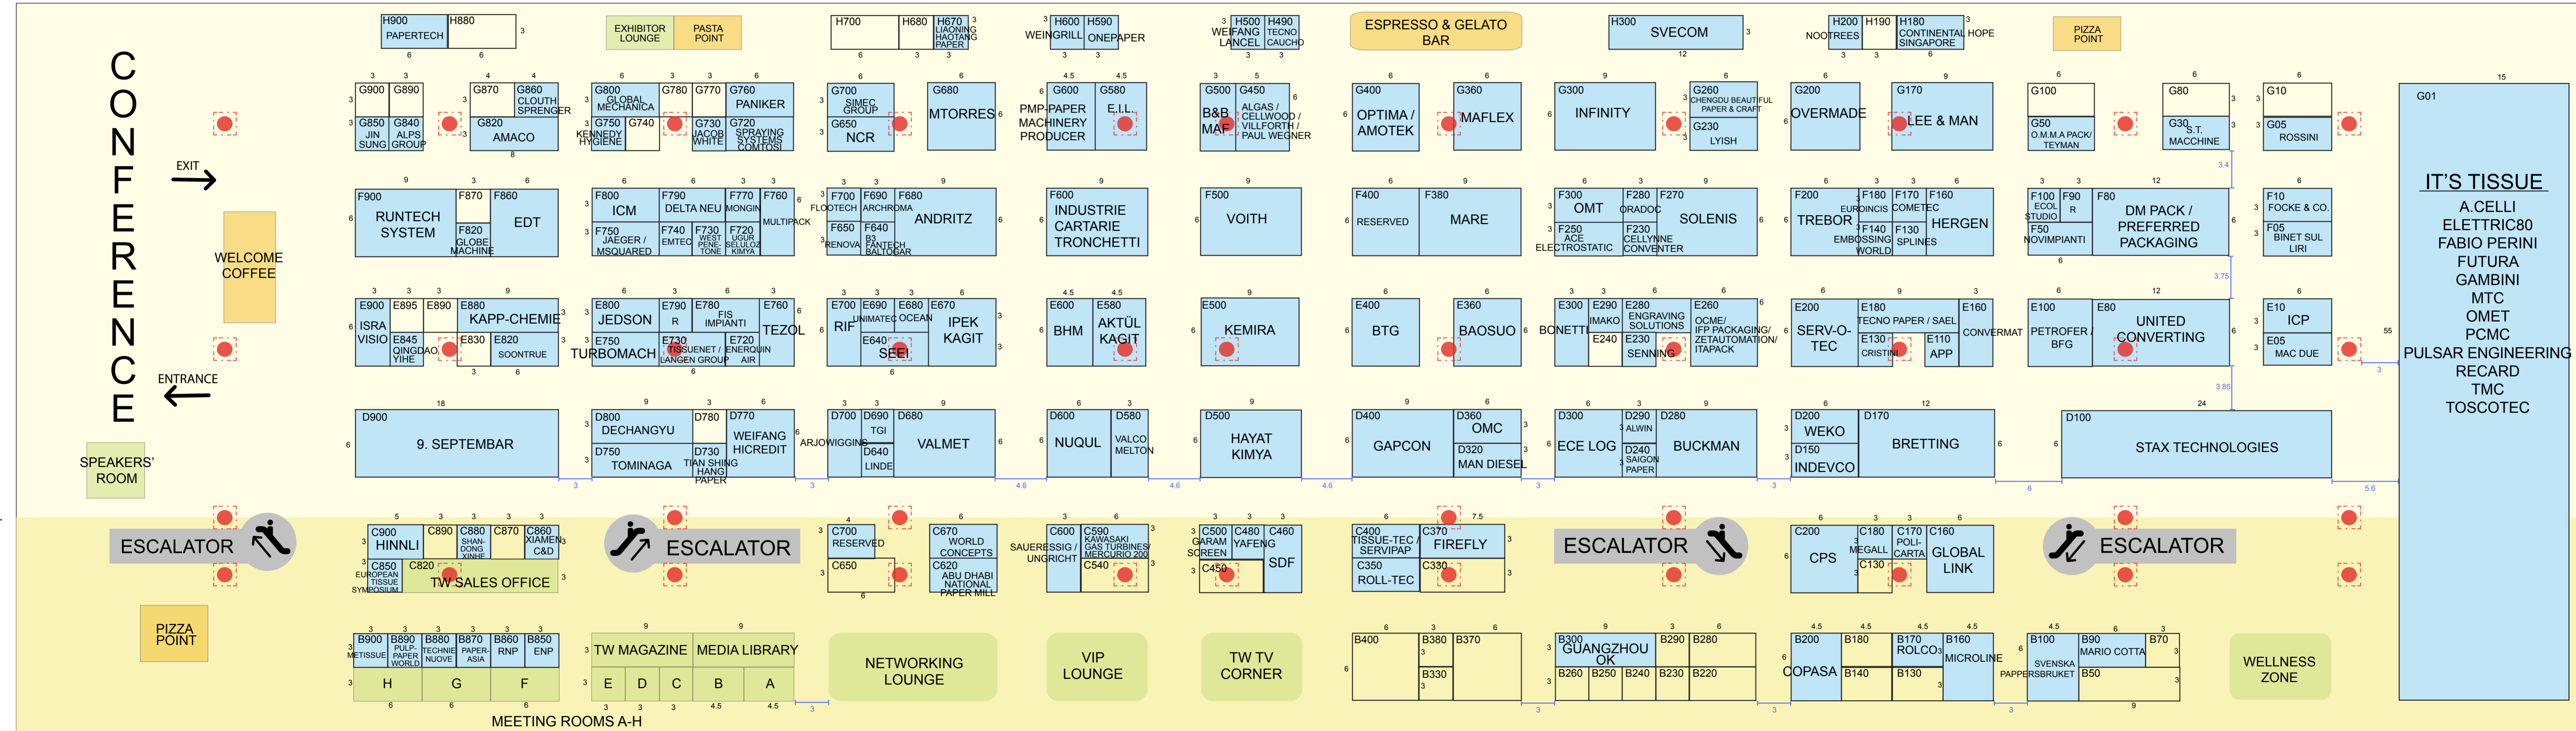 CONFERENCE
EXIT
ENTRANCE
WELCOME
COFFEE
SPEAKERS'
ROOM
ESCALATOR
PIZZA
POINT
H900
PAPERTECH
H880
EXHIBITOR
LOUNGE
PASTA
POINT
H700
H680
H670
LIAONING
HAOTANG
PAPER
H600
WEINGRILL
H590
ONEPAPER
H500
WEIFANG
LANCEL
H490
TECNO
CAUCHO
ESPRESSO & GELATO
BAR
H300
SVECOM
H200
NOOTREES
H190
H180
CONTINENTAL HOPE
SINGAPORE
PIZZA
POINT
G900
G890
G870
G860
CLOUTH
SPRENGER
G850
JIN
SUNG
G840
ALPS
GROUP
G820
AMACO
G800
GLOBAL
MECHANICA
G780
G770
G760
PANIKER
G750
KENNEDY
HYGIENE
G740
G730
JACOB
WHITE
G720
SPRAYING
SYSTEMS
COMTOSI
G700
SIMEC
GROUP
G650
NCR
G680
MTORRES
G600
PMP-PAPER
MACHINERY
PRODUCER
G580
E.I.L.
G500
B&B
MAF
G450
ALGAS /
CELLWOOD /
VILLFORTH /
PAUL WEGNER
G400
OPTIMA /
AMOTEK
G360
MAFLEX
G300
INFINITY
G260
CHENGDU BEAUTIFUL
PAPER & CRAFT
G230
LYISH
G200
OVERMADE
G170
LEE & MAN
G100
G50
O.M.M.A PACK/
TEYMAN
G80
G30
S.T.
MACCHINE
G10
G05
ROSSINI
G01
IT'S TISSUE
A.CELLI
ELETTRIC80
FABIO PERINI
FUTURA
GAMBINI
MTC
OMET
PCMC
PULSAR ENGINEERING
RECARD
TMC
TOSCOTEC
F900
RUNTECH
SYSTEM
F870
F820
GLOBE
MACHINE
F860
EDT
F800
ICM
F790
DELTA NEU
F770
MONGIN
F760
MULTIPACK
F750
JAEGER /
MSQUARED
F740
EMTEC
F730
WEST
PENE-
TONE
F720
UGUR
SELULOZ
KIMYA
F700
FLOOTECH
F690
ARCHROMA
F680
ANDRITZ
F650
RENOVA
F640
B3
FANTECH
BALTOGAR
F600
INDUSTRIE
CARTARIE
TRONCHETTI
F500
VOITH
F400
RESERVED
F380
MARE
F300
OMT
F280
ORADOC
F270
SOLENIS
F250
ACE
ELECTROSTATIC
F230
CELLYNNE
CONVENTER
F200
TREBOR
F180
EUROINCIS
F170
COMETEC
F160
HERGEN
F140
EMBOSSING
WORLD
F130
SPLINES
F100
ECOL
STUDIO
F90
R
F80
DM PACK /
PREFERRED
PACKAGING
F50
NOVIMPIANTI
F10
FOCKE & CO.
F05
BINET SUL
LIRI
E900
ISRA
VISIO
E895
E890
E880
KAPP-CHEMIE
E845
QINGDAO
YIHE
E830
E820
SOONTRUE
E800
JEDSON
E790
R
E780
FIS
IMPIANTI
E760
TEZOL
E750
TURBOMACH
E730
TISSUENET /
LANGEN GROUP
E720
ENERQUIN
AIR
E700
RIF
E690
UNIMATEC
E680
OCEAN
E670
IPEK
KAGIT
E640
SEEI
E600
BHM
E580
AKTÜL
KAGIT
E500
KEMIRA
E400
BTG
E360
BAOSUO
E300
BONETTI
E290
IMAKO
E280
ENGRAVING
SOLUTIONS
E260
OCME/
IFP PACKAGING/
ZETAUTOMATION/
ITAPACK
E240
E230
SENNING
E200
SERV-O-
TEC
E180
TECNO PAPER / SAEL
E160
CONVERMAT
E130
CRISTINI
E110
APP
E100
PETROFER /
BFG
E80
UNITED
CONVERTING
E10
ICP
E05
MAC DUE
D900
9. SEPTEMBAR
D800
DECHANGYU
D780
D770
WEIFANG
HICREDIT
D750
TOMINAGA
D730
TIAN SHING
HANG
PAPER
D700
ARJOWIGGINS
D690
TGI
D680
VALMET
D640
LINDE
D600
NUQUL
D580
VALCO
MELTON
D500
HAYAT
KIMYA
D400
GAPCON
D360
OMC
D320
MAN DIESEL
D300
ECE LOG
D290
ALWIN
D280
BUCKMAN
D240
SAIGON
PAPER
D200
WEKO
D170
BRETTING
D150
INDEVCO
D100
STAX TECHNOLOGIES
C900
HINNLI
C890
C880
SHAN-
DONG
XINHE
C870
C860
XIAMEN
C&D
C850
EUROPEAN
TISSUE
SYMPOSIUM
C820
TW SALES OFFICE
ESCALATOR
C700
RESERVED
C650
C670
WORLD
CONCEPTS
C620
ABU DHABI
NATIONAL
PAPER MILL
C600
SAUERESSIG /
UNGRICHT
C590
KAWASAKI
GAS TURBINES/
MERCURIO 200
C540
C500
GARAM
SCREEN
C480
YAFENG
C460
SDF
C450
C400
TISSUE-TEC /
SERVIPAP
C370
FIREFLY
C350
ROLL-TEC
C330
ESCALATOR
C200
CPS
C180
MEGALL
C170
POLI-
CARTA
C160
GLOBAL
LINK
C130
ESCALATOR
B900
METISSUE
B890
PULP-
PAPER
WORLD
B880
TECHNIE
NUOVE
B870
PAPER-
ASIA
B860
RNP
B850
ENP
H
G
F
TW MAGAZINE
MEDIA LIBRARY
E
D
C
B
A
MEETING ROOMS A-H
NETWORKING
LOUNGE
VIP
LOUNGE
TW TV
CORNER
B400
B380
B370
B330
B300
GUANGZHOU
OK
B290
B280
B260
B250
B240
B230
B220
B200
COPASA
B180
B170
ROLCO
B160
MICROLINE
B140
B130
B100
SVENSKA
PAPPERSBRUKET
B90
MARIO COTTA
B70
B50
WELLNESS
ZONE